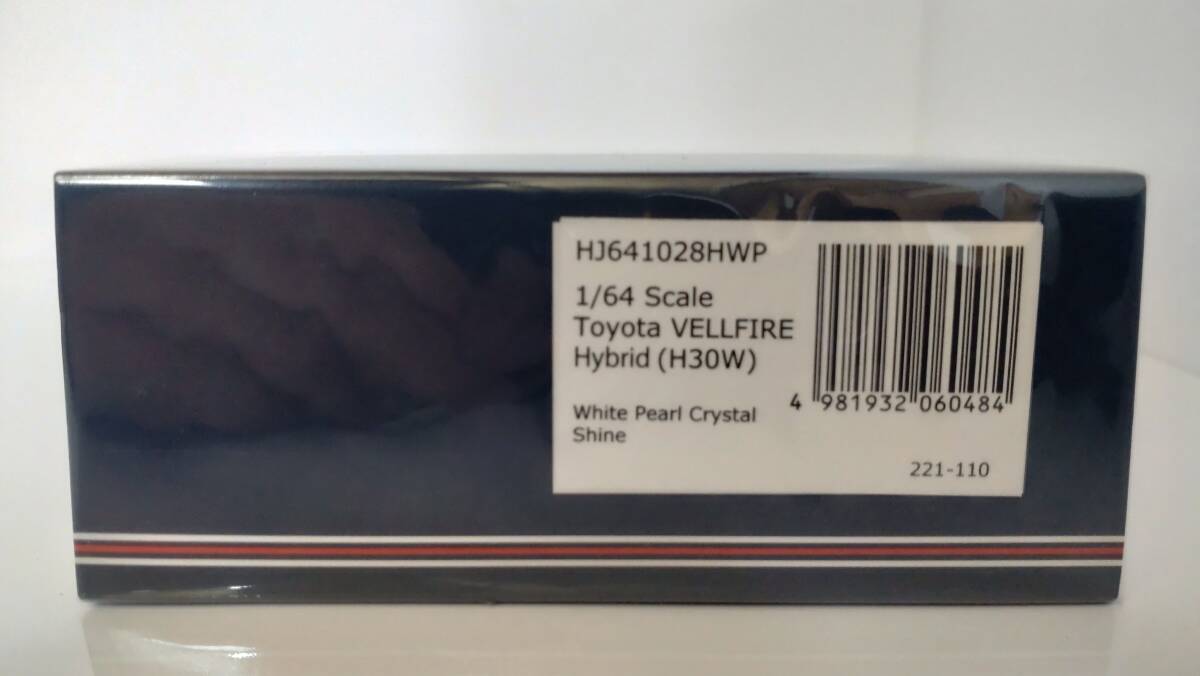 HJ641028HWP
1/64 Scale
Toyota VELLFIRE
Hybrid (H30W)
White Pearl Crystal
Shine
4 981932 060484
221-110